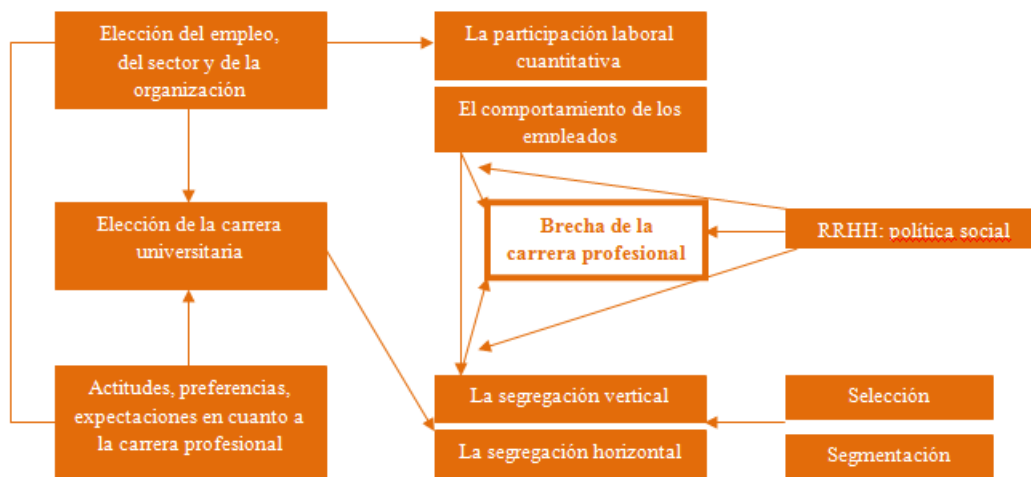 Elección del empleo,
del sector y de la
organización
La participación laboral
cuantitativa
El comportamiento de los
empleados
Elección de la carrera
universitaria
Brecha de la
carrera profesional
RRHH: política social
Actitudes, preferencias,
expectaciones en cuanto a
la carrera profesional
La segregación vertical
La segregación horizontal
Selección
Segmentación